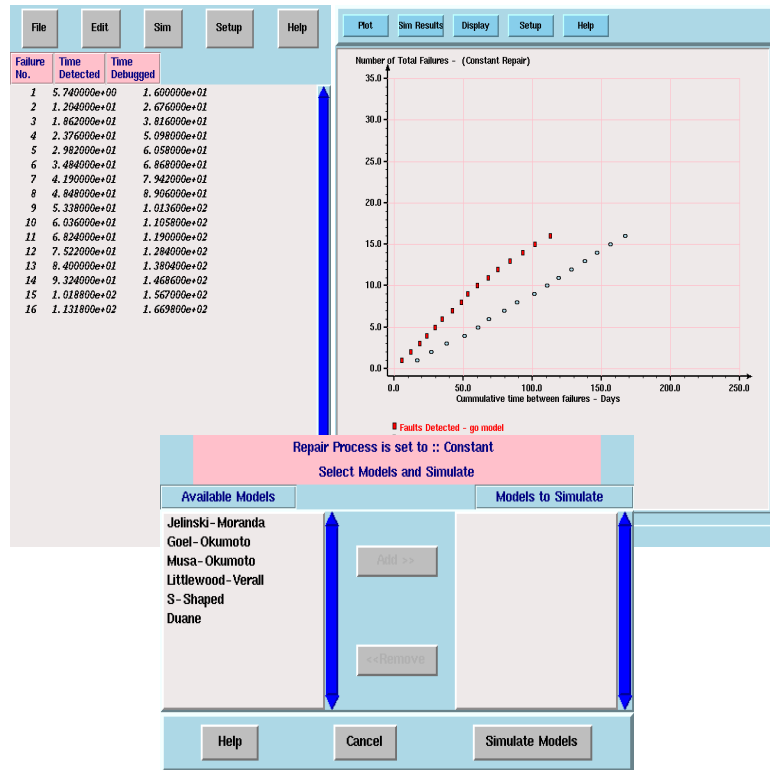 File Edit Sim Setup Help
Failure No. Time Detected Time Debugged
1 5.740000e+00 1.600000e+01
2 1.204000e+01 2.676000e+01
3 1.862000e+01 3.816000e+01
4 2.376000e+01 5.098000e+01
5 2.982000e+01 6.058000e+01
6 3.484000e+01 6.868000e+01
7 4.190000e+01 7.942000e+01
8 4.848000e+01 8.906000e+01
9 5.338000e+01 1.013600e+02
10 6.036000e+01 1.105800e+02
11 6.824000e+01 1.190000e+02
12 7.522000e+01 1.284000e+02
13 8.400000e+01 1.380400e+02
14 9.324000e+01 1.468600e+02
15 1.018800e+02 1.567000e+02
16 1.131800e+02 1.669800e+02
Plot Sim Results Display Setup Help
Number of Total Failures - (Constant Repair)
35.0
30.0
25.0
20.0
15.0
10.0
5.0
0.0
0.0 50.0 100.0 150.0 200.0 250.0
Cummulative time between failures - Days
Faults Detected - go model
Repair Process is set to :: Constant
Select Models and Simulate
Available Models
Jelinski-Moranda
Goel-Okumoto
Musa-Okumoto
Littlewood-Verall
S-Shaped
Duane
Add >>
<<Remove
Models to Simulate
Help Cancel Simulate Models